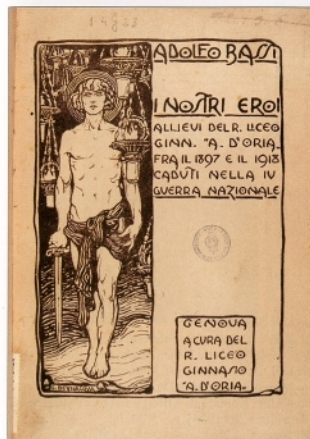 ADOLFO BASSI
I NOSTRI EROI
ALLIEVI DEL R. LICEO
GINN. "A. D'ORIA„
FRA IL 1897 E IL 1918
CADUTI NELLA IV
GUERRA NAZIONALE
GENOVA
A CURA DEL
R. LICEO
GINNASIO
"A. D'ORIA„